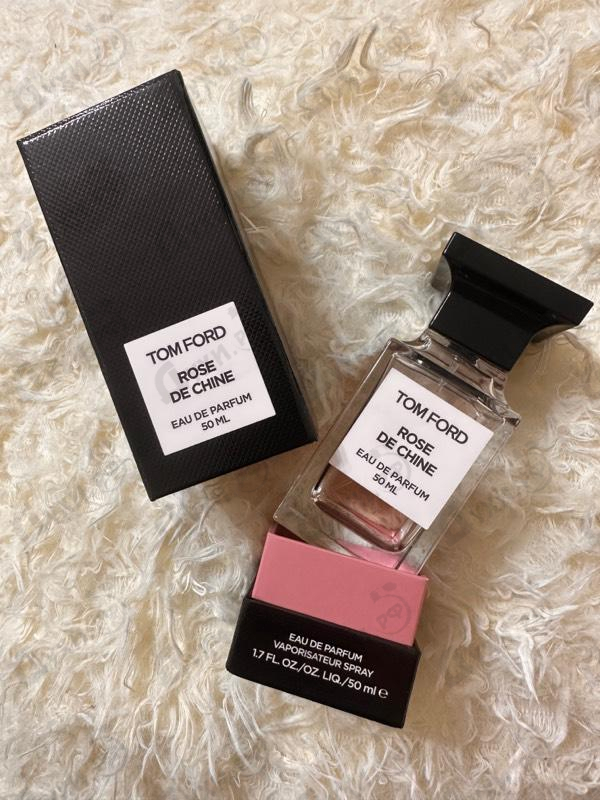 TOM FORD
ROSE
DE CHINE
EAU DE PARFUM
50 ML
TOM FORD
ROSE
DE CHINE
EAU DE PARFUM
50 ML
EAU DE PARFUM
VAPORISATEUR SPRAY
1.7 FL. OZ./OZ. LIQ./50 ml ℮